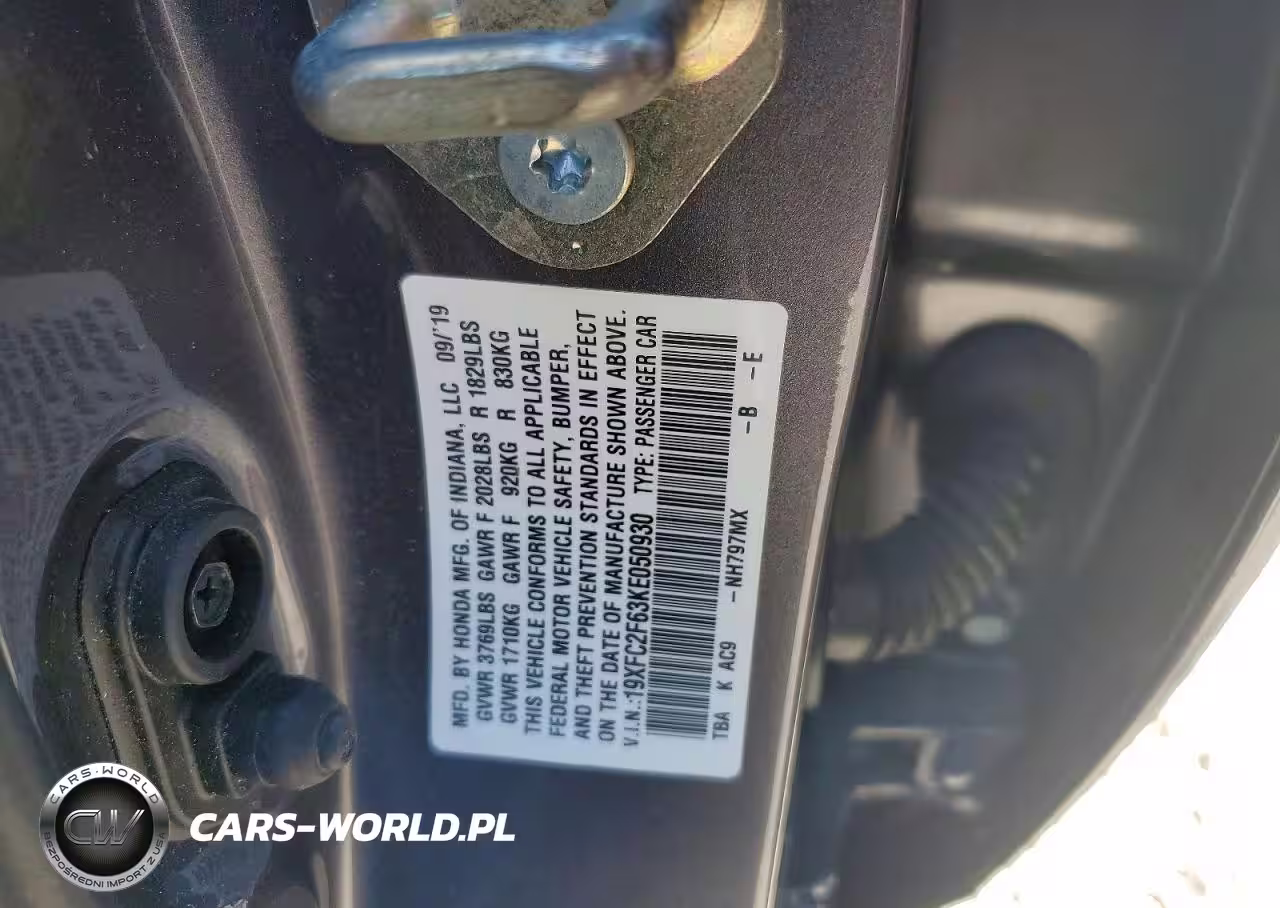 MFD. BY HONDA MFG. OF INDIANA, LLC 09/'19
GVWR 3769LBS GAWR F 2028LBS R 1829LBS
GVWR 1710KG GAWR F 920KG R 830KG
THIS VEHICLE CONFORMS TO ALL APPLICABLE
FEDERAL MOTOR VEHICLE SAFETY, BUMPER,
AND THEFT PREVENTION STANDARDS IN EFFECT
ON THE DATE OF MANUFACTURE SHOWN ABOVE.
V.I.N.:19XFC2F63KE050930 TYPE: PASSENGER CAR
TBA K AC9 –NH797MX –B –E
CARS-WORLD
CW
BEZPOŚREDNI IMPORT Z USA
CARS-WORLD.PL